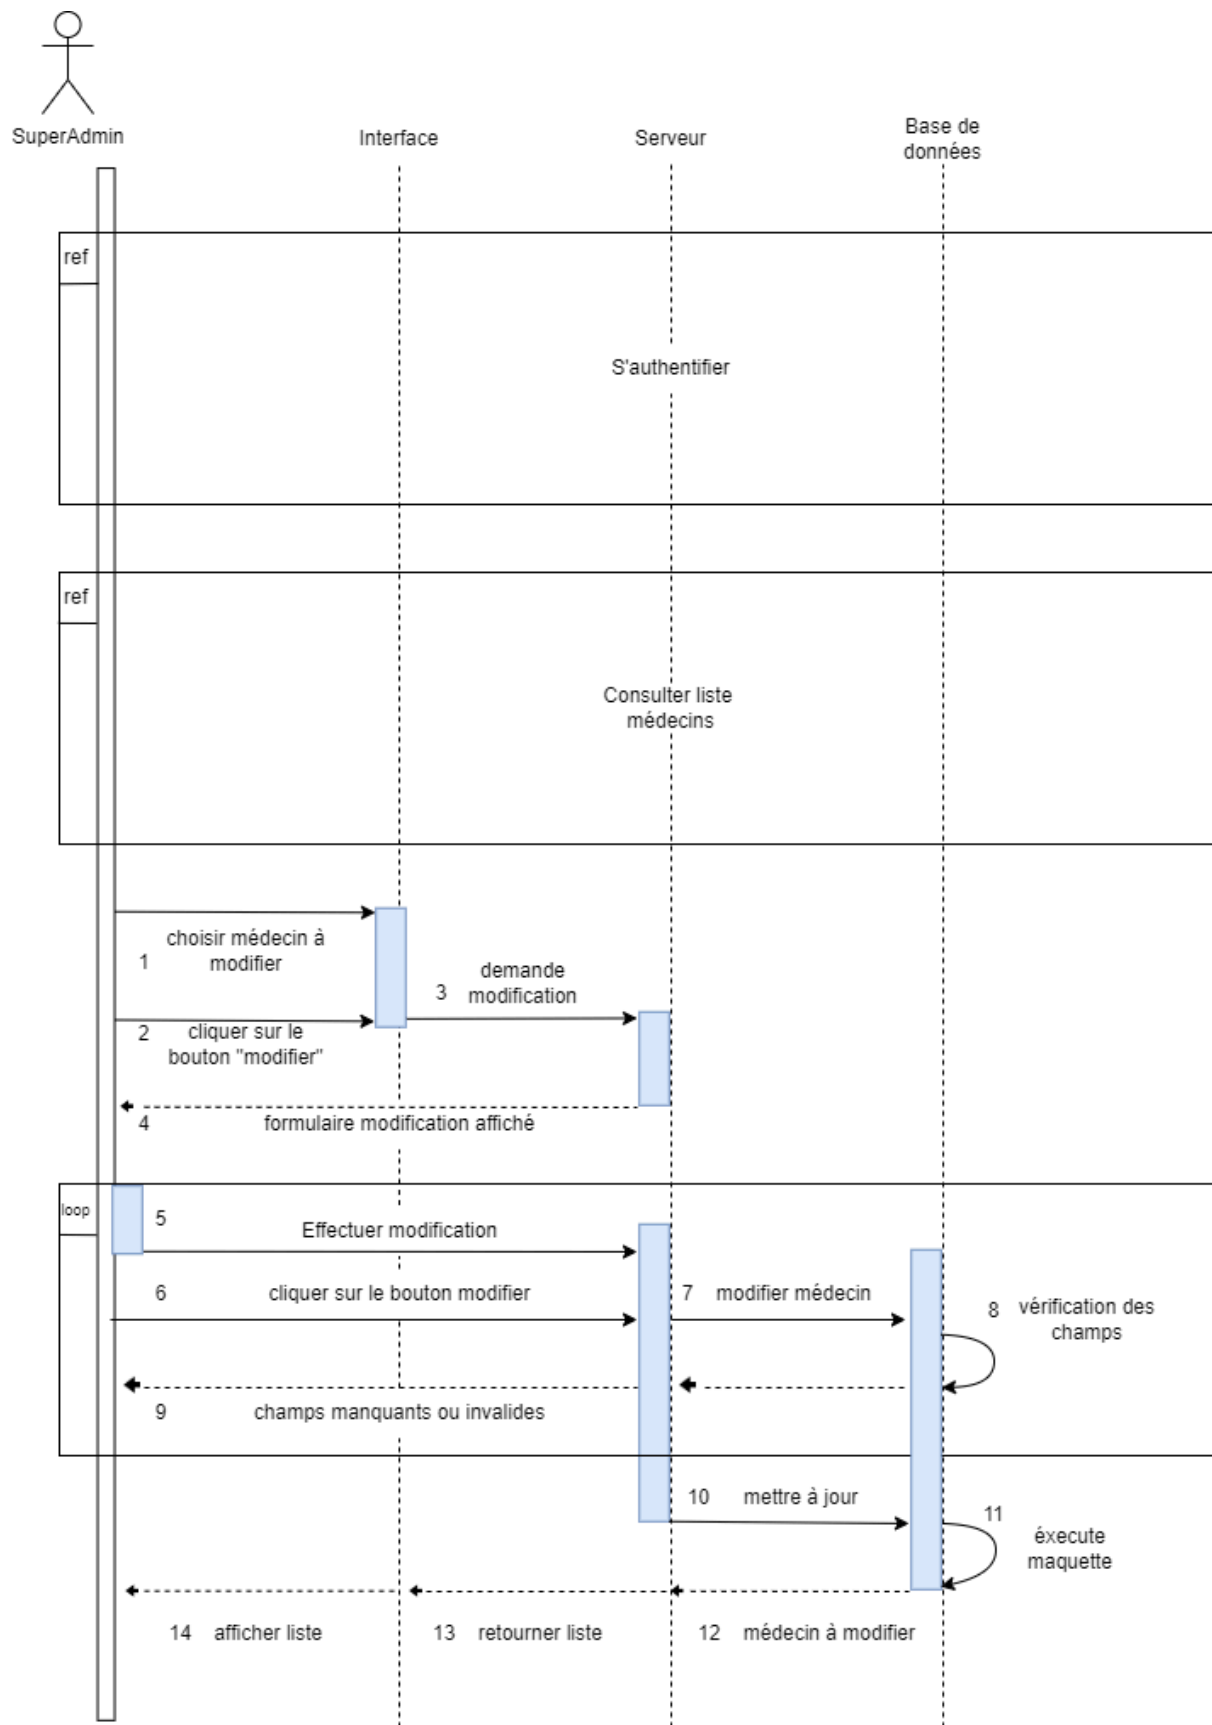 SuperAdmin
Interface
Serveur
Base de
données
ref
S'authentifier
ref
Consulter liste
médecins
1
choisir médecin à
modifier
3
demande
modification
2
cliquer sur le
bouton "modifier"
4
formulaire modification affiché
loop
5
Effectuer modification
6
cliquer sur le bouton modifier
7
modifier médecin
8
vérification des
champs
9
champs manquants ou invalides
10
mettre à jour
11
éxecute
maquette
14
afficher liste
13
retourner liste
12
médecin à modifier